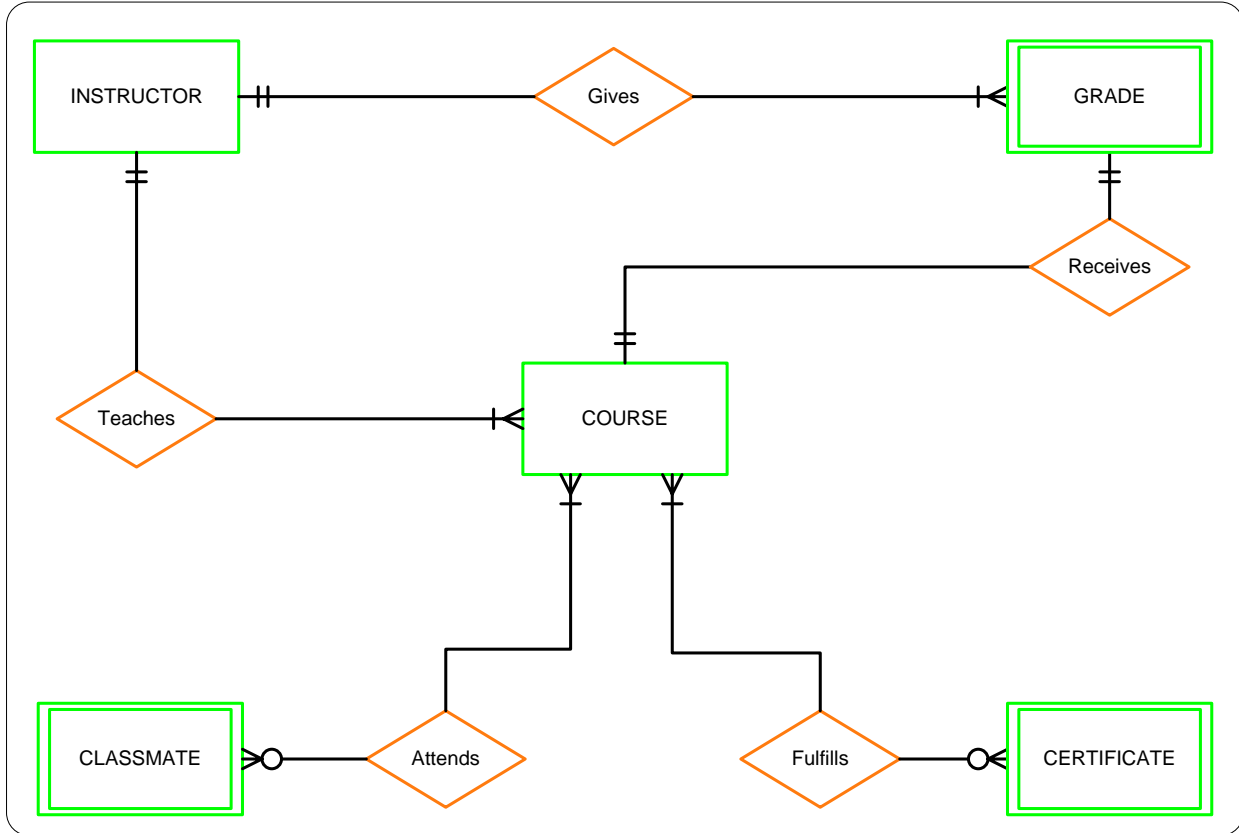 INSTRUCTOR
Gives
GRADE
Receives
Teaches
COURSE
CLASSMATE
Attends
Fulfills
CERTIFICATE